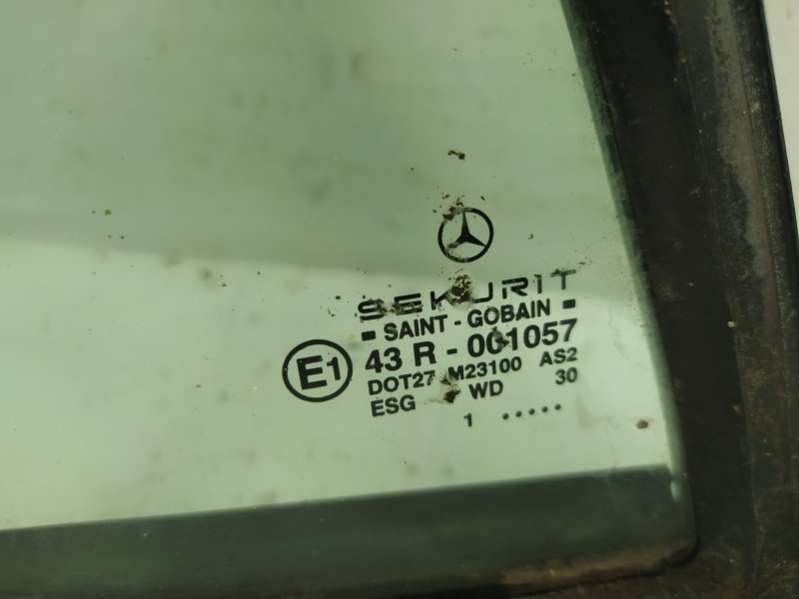 SEKURIT
SAINT - GOBAIN
E1 43 R - 001057
DOT27 M23100 AS2
ESG WD 30
1 .....